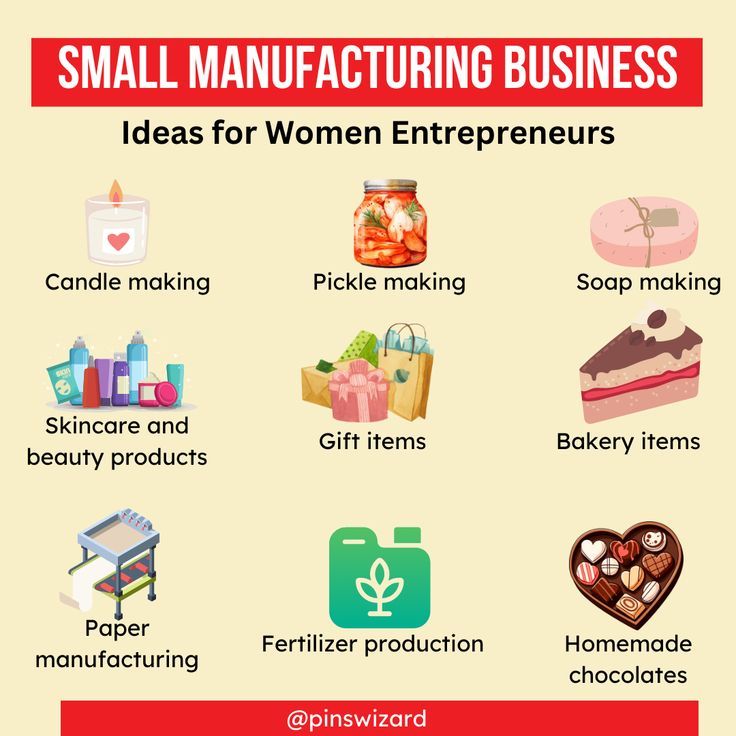 SMALL MANUFACTURING BUSINESS
Ideas for Women Entrepreneurs
Candle making
Pickle making
Soap making
Skincare and
beauty products
Gift items
Bakery items
Paper
manufacturing
Fertilizer production
Homemade
chocolates
@pinswizard